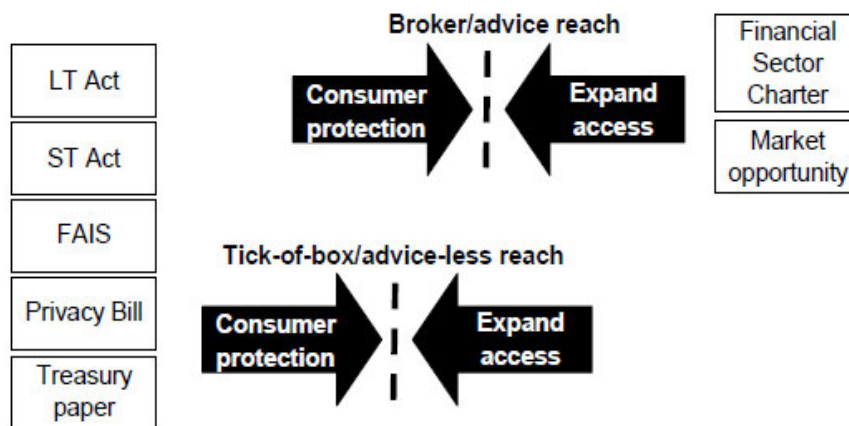 Broker/advice reach
LT Act
Consumer
protection
Expand
access
Financial
Sector
Charter
Market
opportunity
ST Act
FAIS
Tick-of-box/advice-less reach
Privacy Bill
Consumer
protection
Expand
access
Treasury
paper